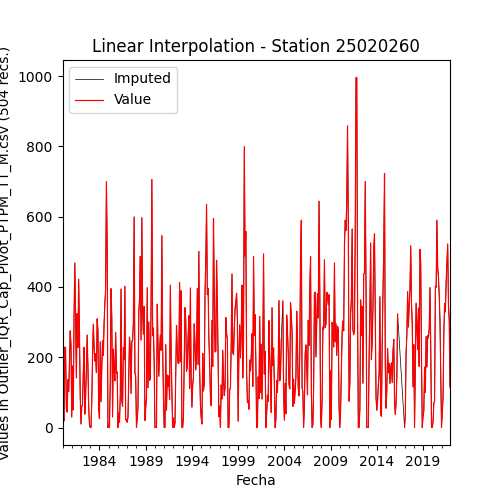 Linear Interpolation - Station 25020260
Imputed
Value
1000
800
600
400
200
0
Values in Outlier_IQR_Cap_Pivot_PTPM_TT_M.csv (504 recs.)
1984 1989 1994 1999 2004 2009 2014 2019
Fecha